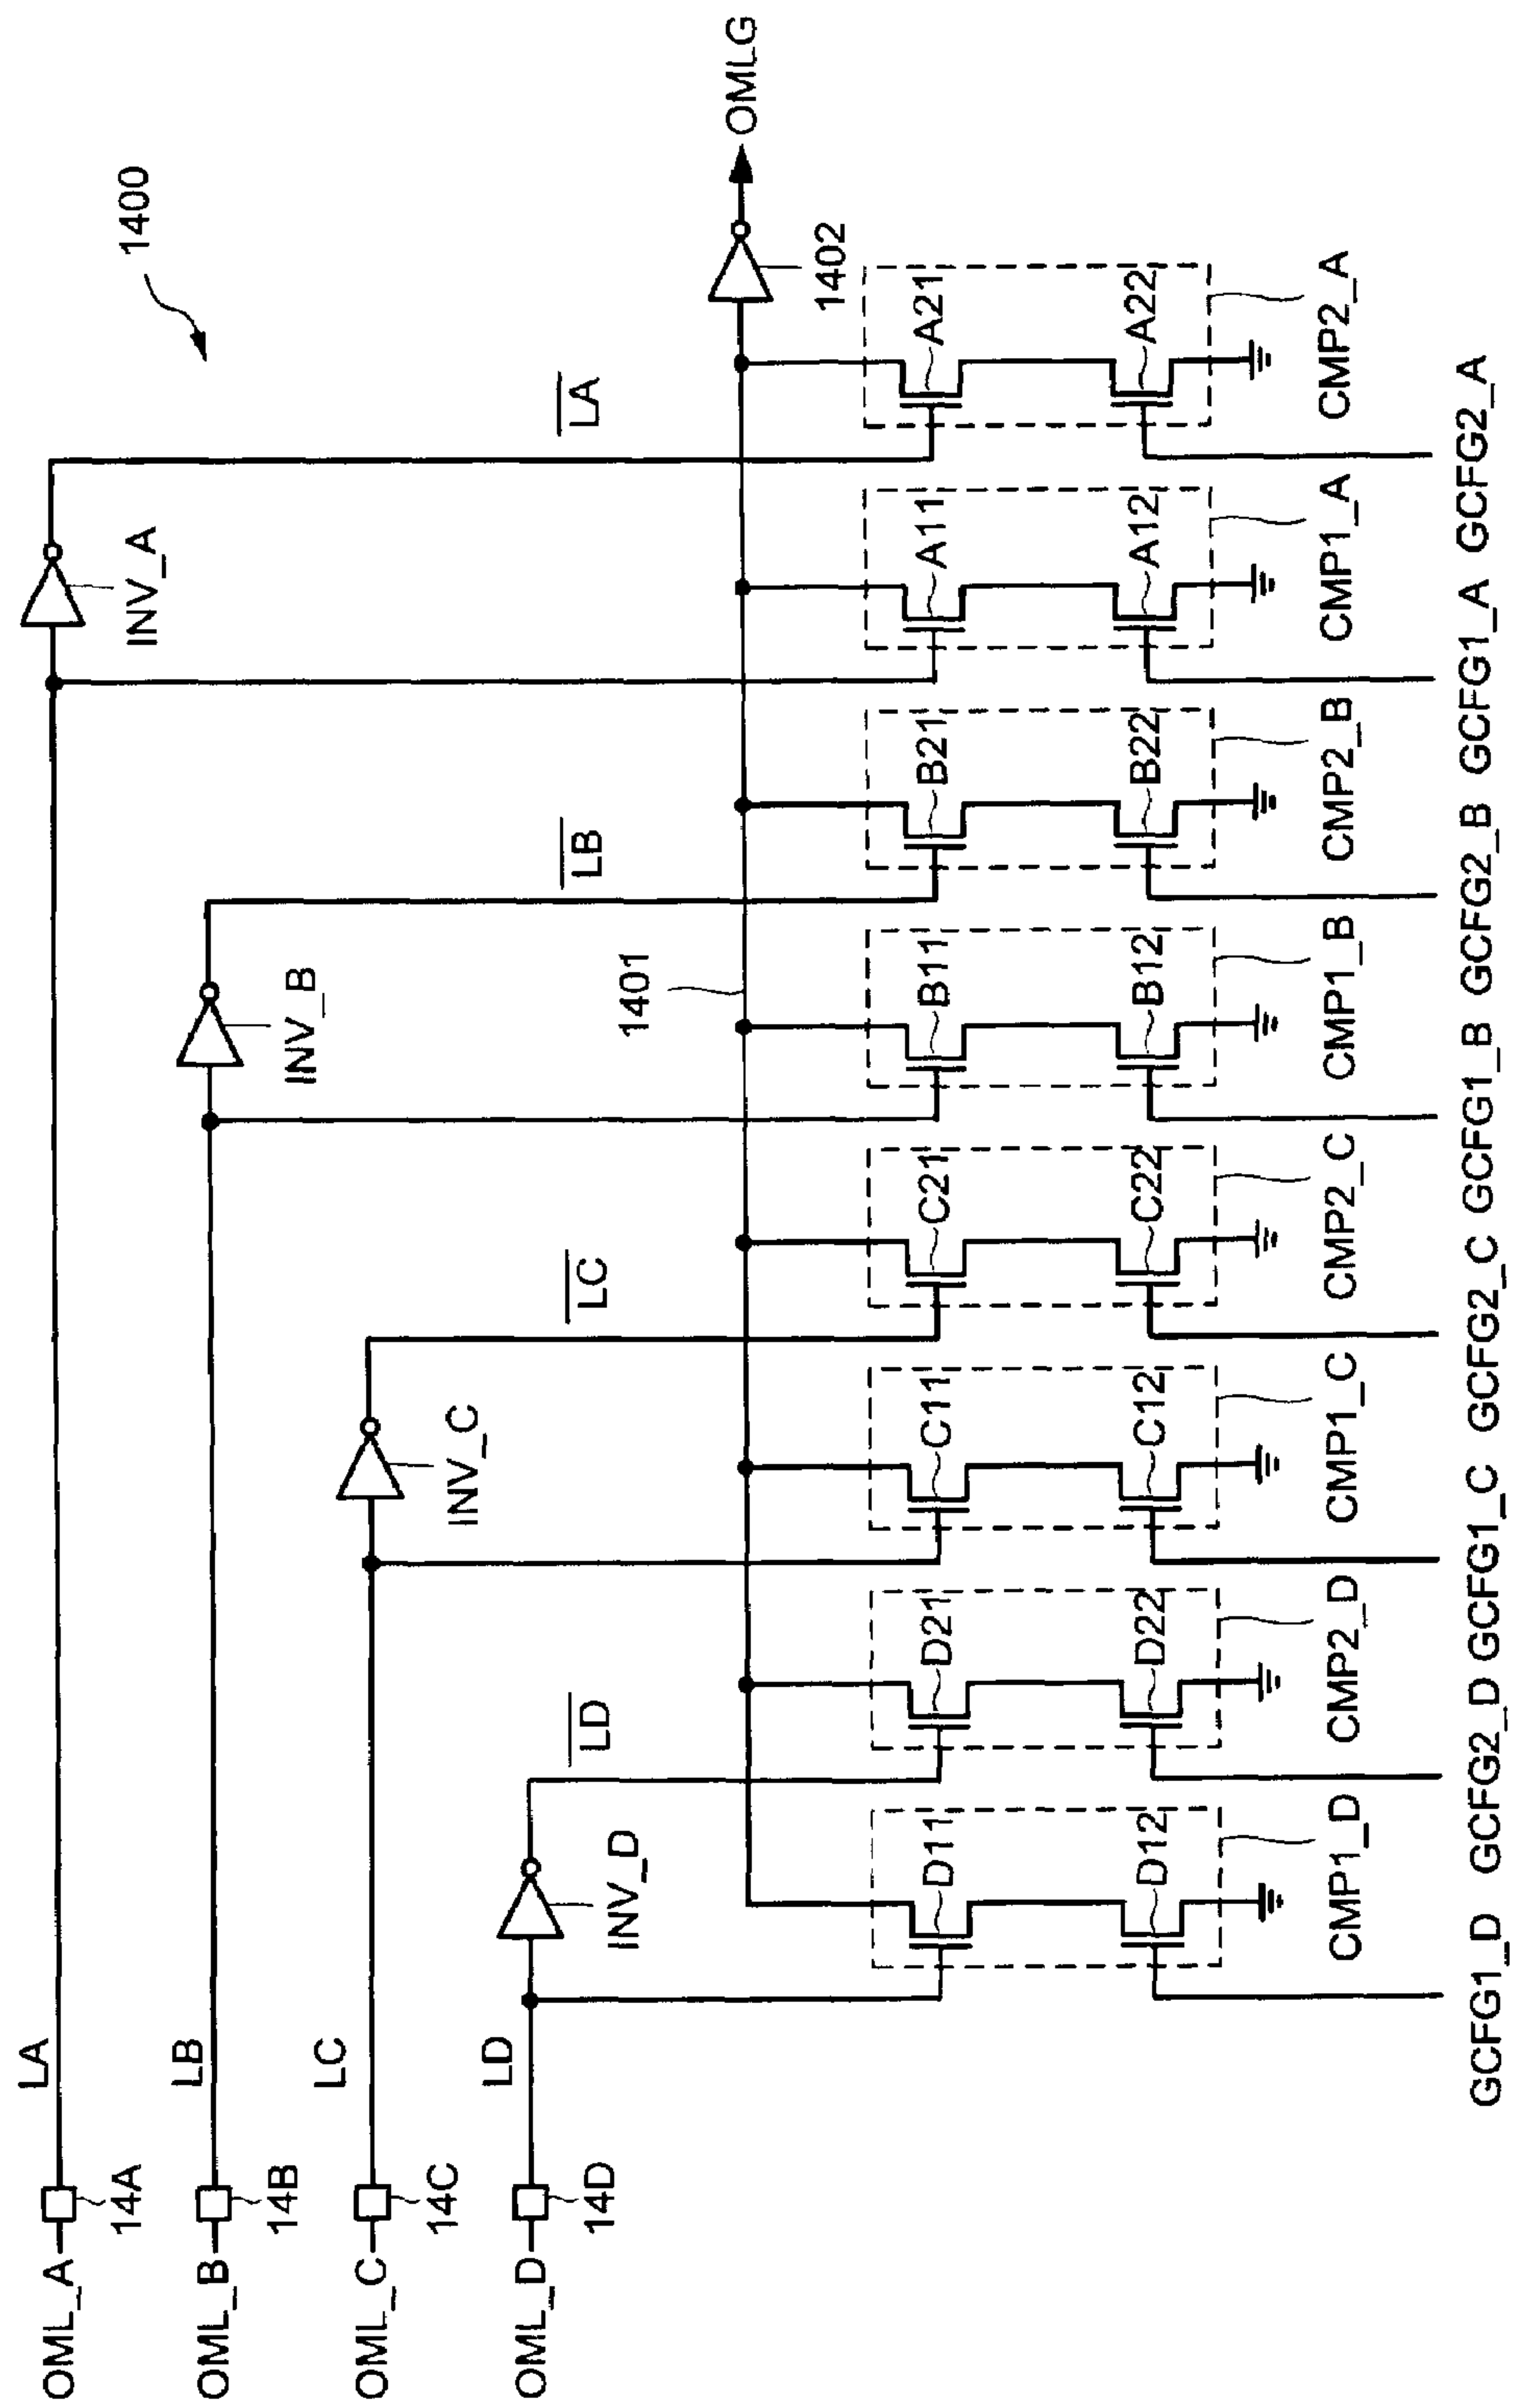 1400
OMLG
1402
LA
LB
LC
LD
OML_A
14A
OML_B
14B
OML_C
14C
OML_D
14D
INV_A
INV_B
INV_C
INV_D
LA
LB
LC
LD
1401
D11
D12
CMP1_D
D21
D22
CMP2_D
C11
C12
CMP1_C
C21
C22
CMP2_C
B11
B12
CMP1_B
B21
B22
CMP2_B
A11
A12
CMP1_A
A21
A22
CMP2_A
GCFG1_D GCFG2_D GCFG1_C GCFG2_C GCFG1_B GCFG2_B GCFG1_A GCFG2_A